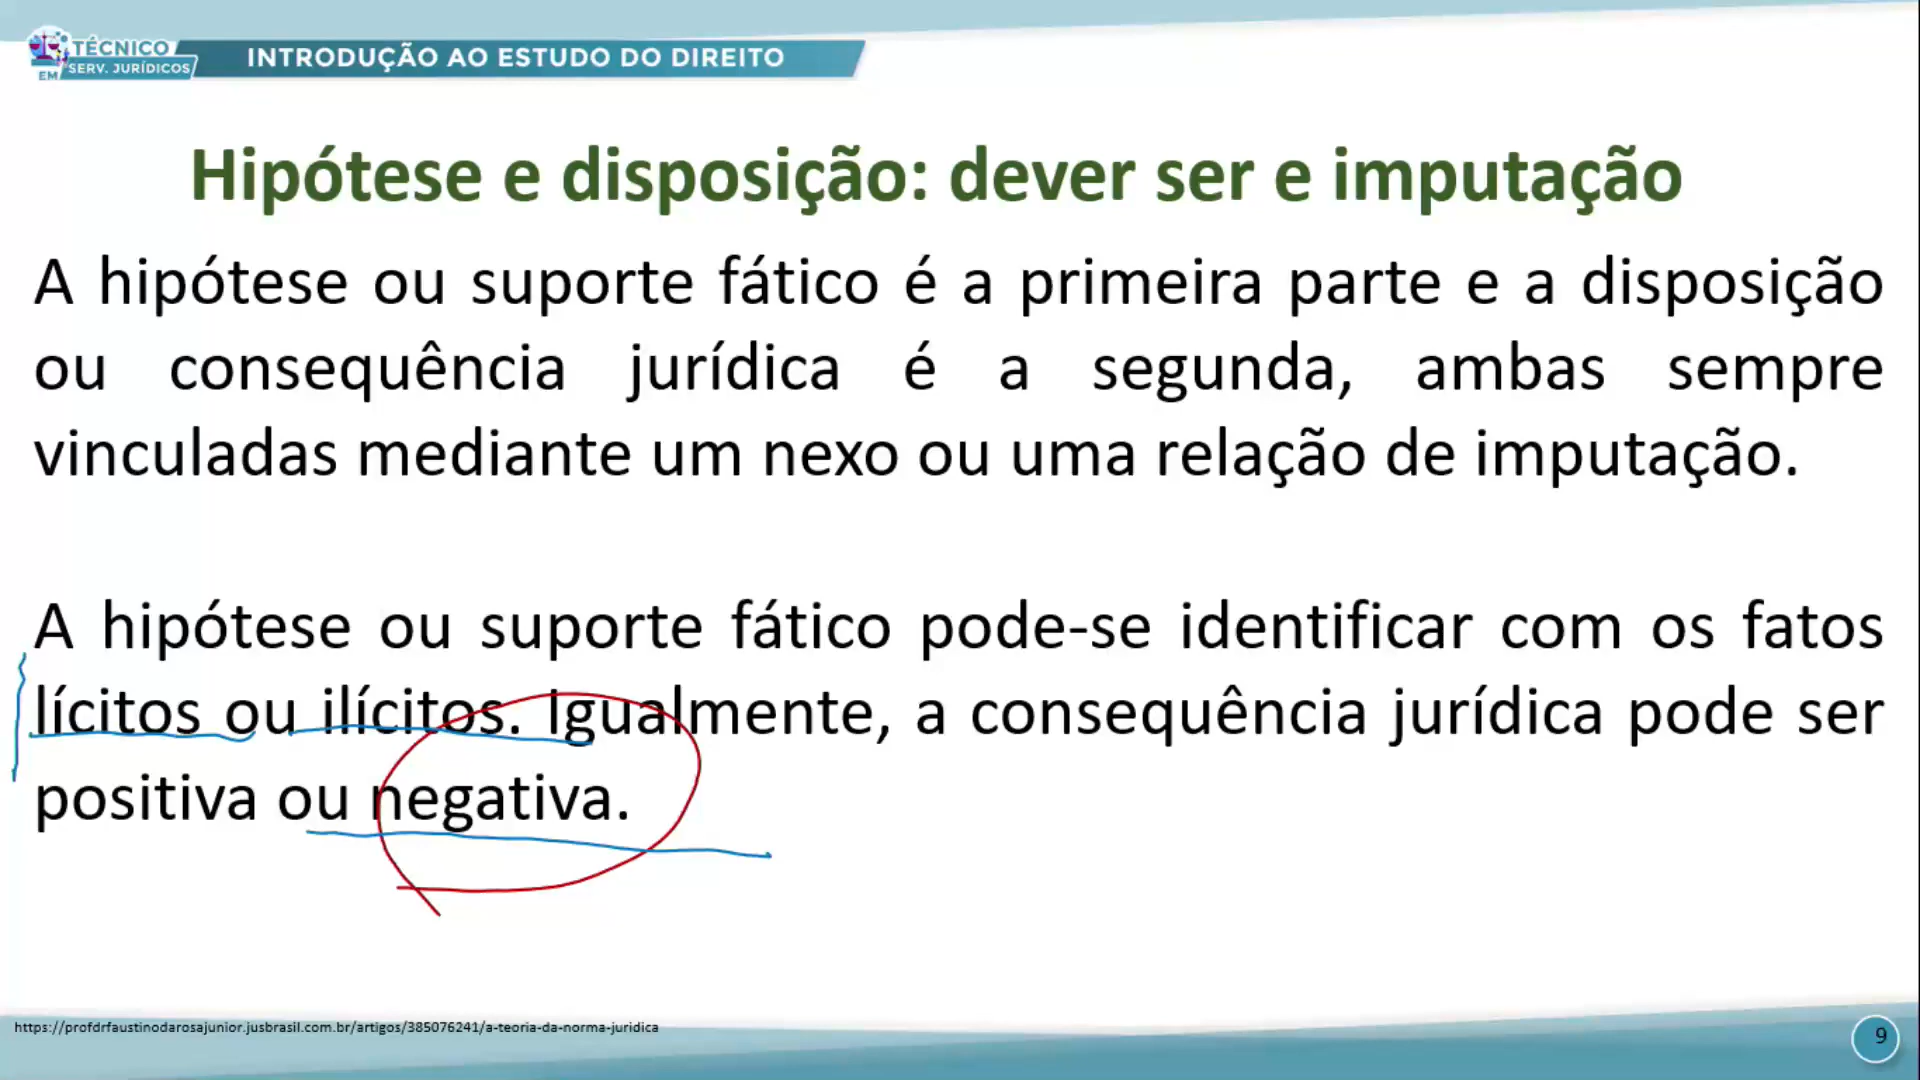 TÉCNICO
EM SERV. JURÍDICOS
INTRODUÇÃO AO ESTUDO DO DIREITO
Hipótese e disposição: dever ser e imputação
A hipótese ou suporte fático é a primeira parte e a disposição
ou consequência jurídica é a segunda, ambas sempre
vinculadas mediante um nexo ou uma relação de imputação.
A hipótese ou suporte fático pode-se identificar com os fatos
lícitos ou ilícitos. Igualmente, a consequência jurídica pode ser
positiva ou negativa.
https://profdrfaustinodarosajunior.jusbrasil.com.br/artigos/385076241/a-teoria-da-norma-juridica
9